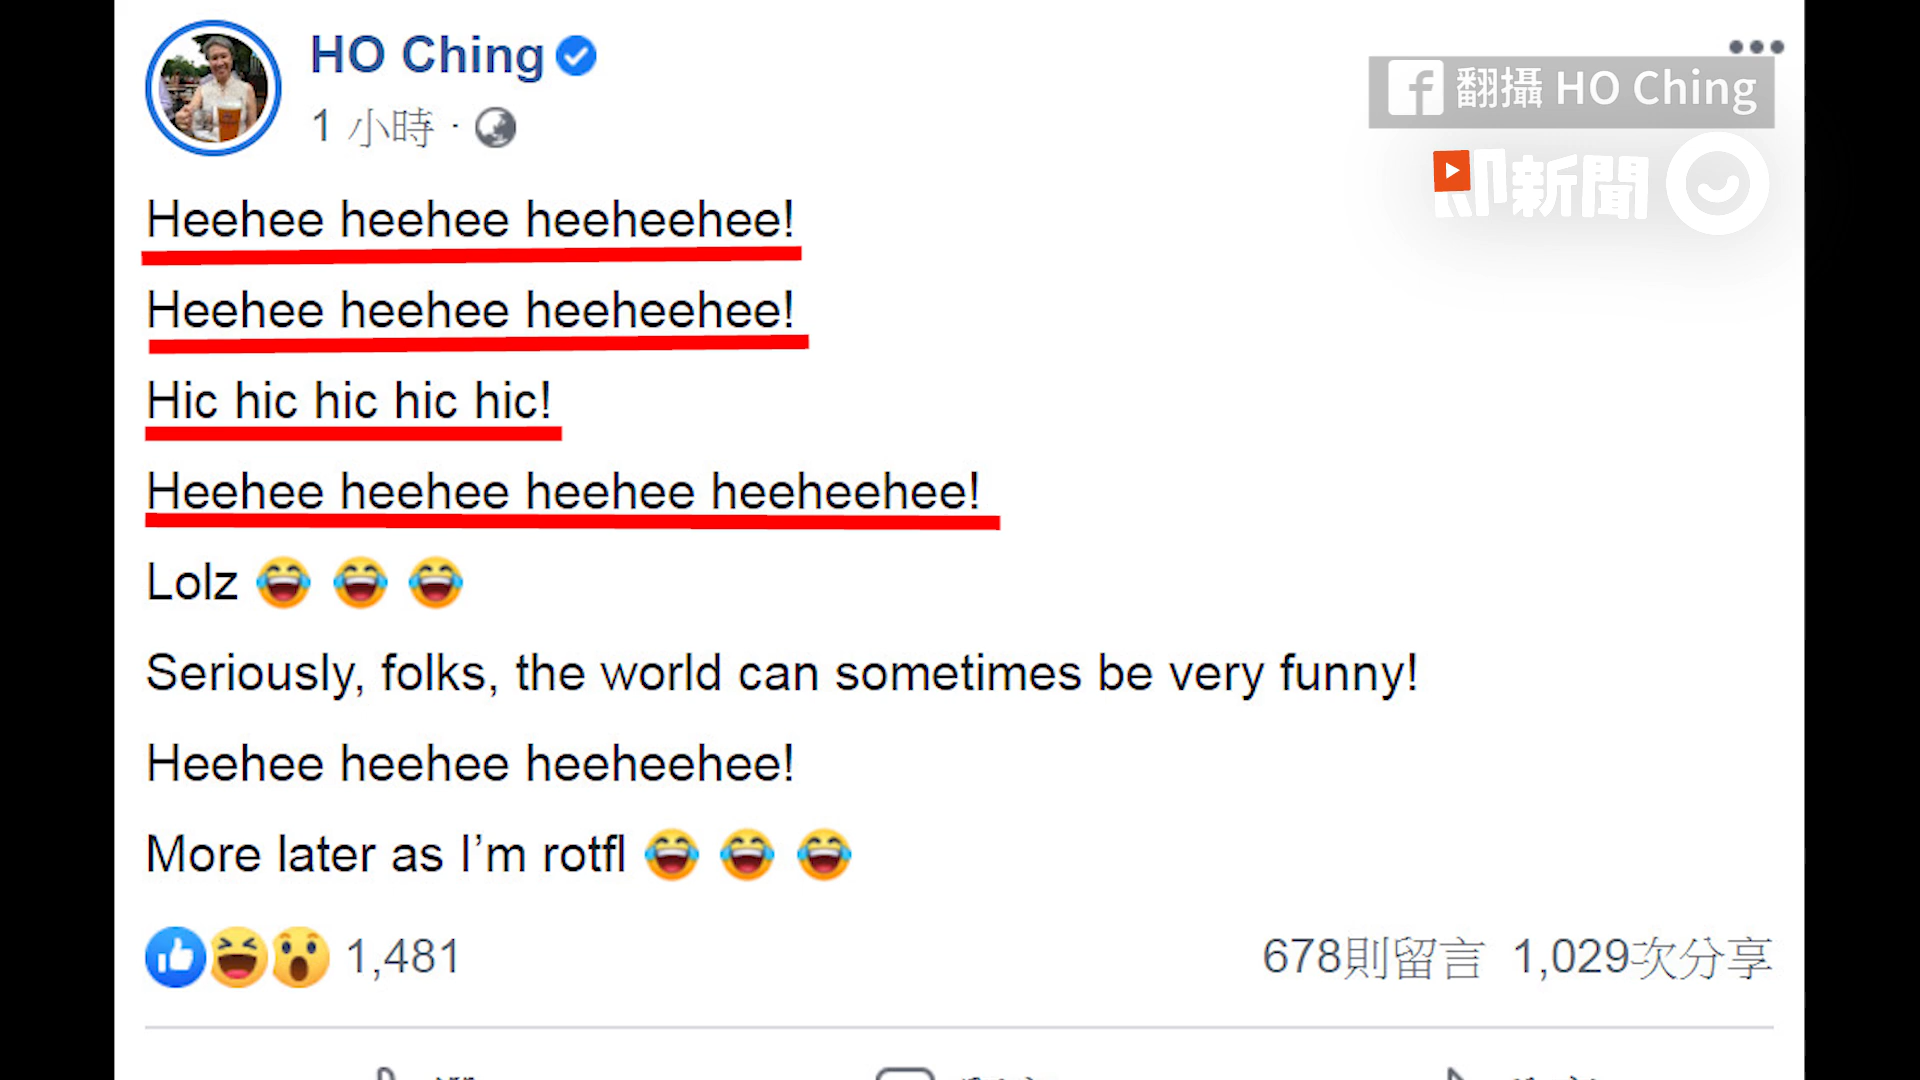 HO Ching
1 小時 ·
翻攝 HO Ching
即新聞
Heehee heehee heeheehee!
Heehee heehee heeheehee!
Hic hic hic hic hic!
Heehee heehee heehee heeheehee!
Lolz 😂 😂 😂
Seriously, folks, the world can sometimes be very funny!
Heehee heehee heeheehee!
More later as I’m rotfl 😂 😂 😂
1,481 678則留言 1,029次分享